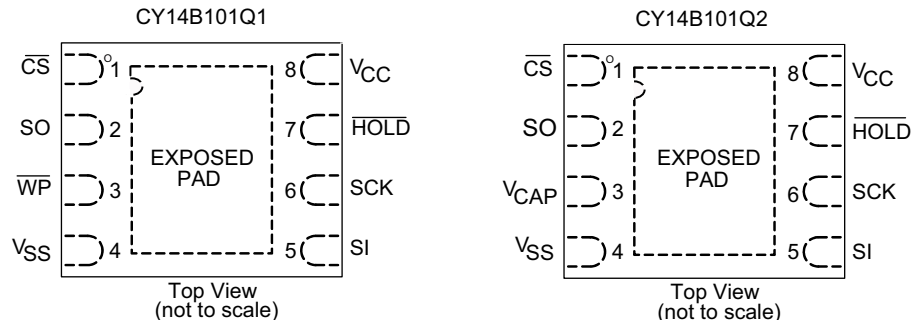 CY14B101Q1
CS 1 8 VCC
SO 2 7 HOLD
WP 3 6 SCK
VSS 4 5 SI
EXPOSED
PAD
Top View
(not to scale)
CY14B101Q2
CS 1 8 VCC
SO 2 7 HOLD
VCAP 3 6 SCK
VSS 4 5 SI
EXPOSED
PAD
Top View
(not to scale)